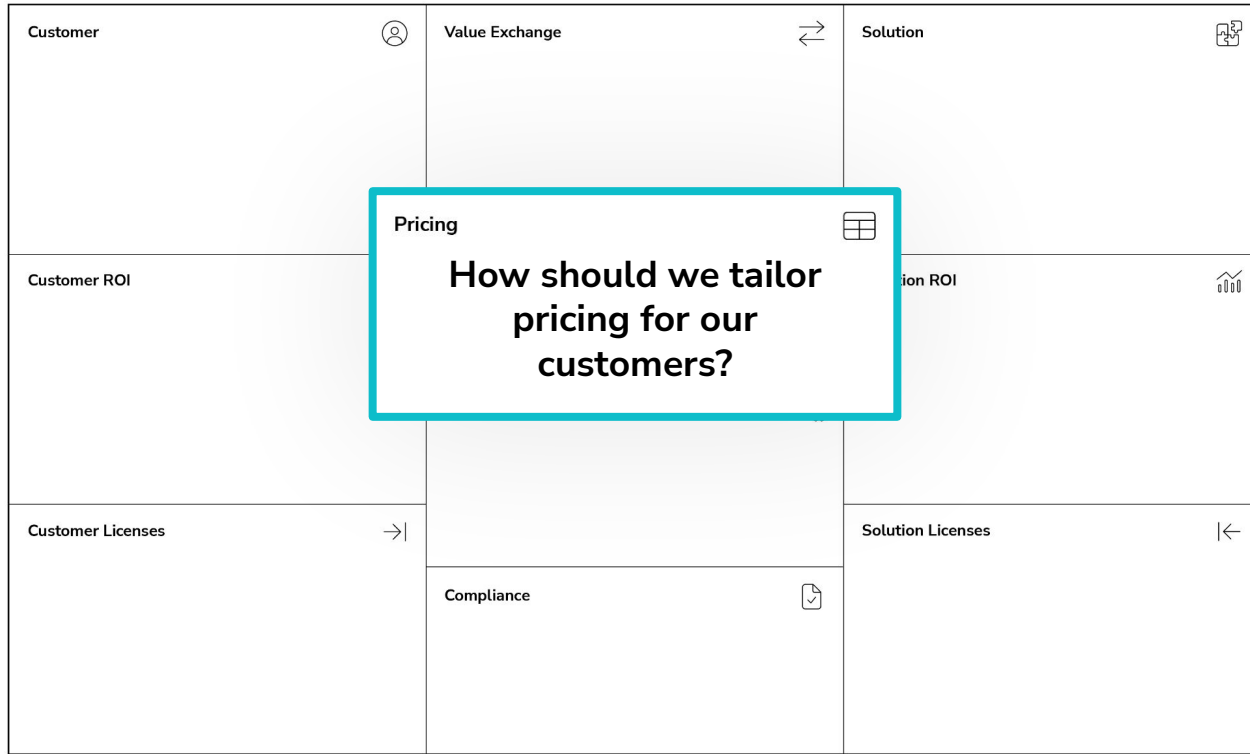 Customer
Value Exchange
Solution
Pricing
How should we tailor
pricing for our
customers?
Customer ROI
ROI
Customer Licenses
Solution Licenses
Compliance